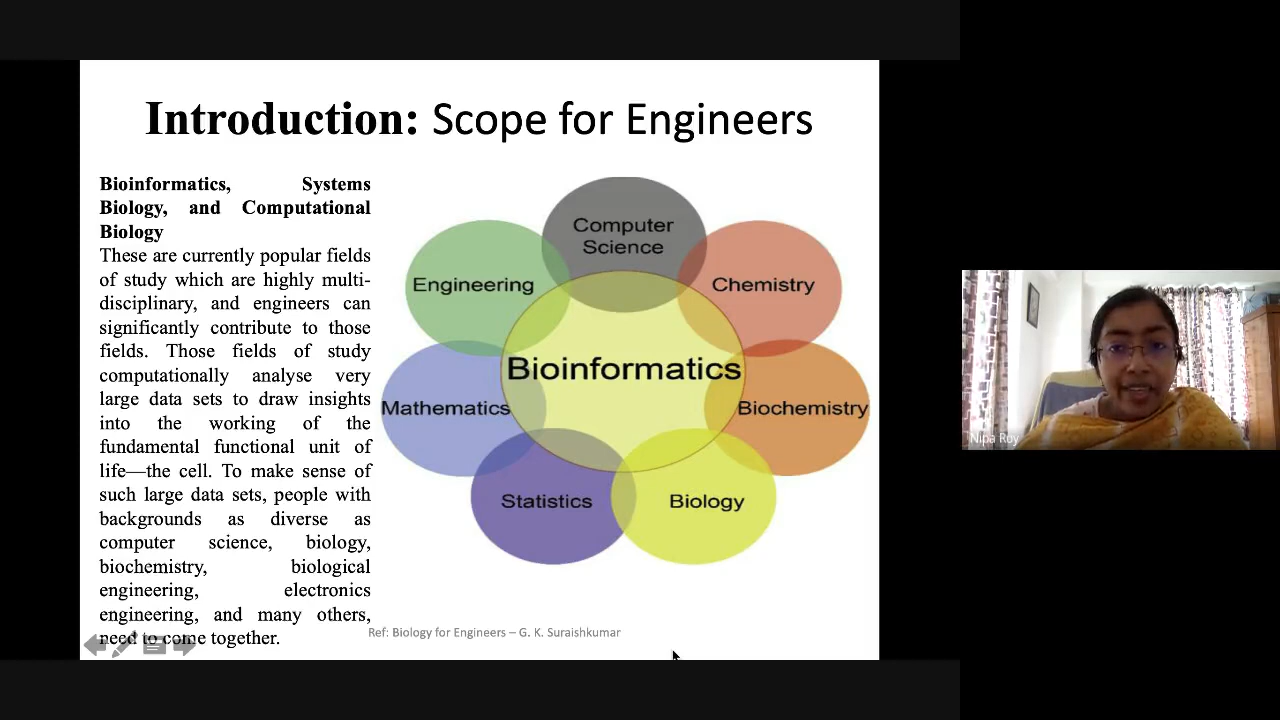 Introduction: Scope for Engineers
Bioinformatics, Systems
Biology, and Computational
Biology
These are currently popular fields
of study which are highly multi-
disciplinary, and engineers can
significantly contribute to those
fields. Those fields of study
computationally analyse very
large data sets to draw insights
into the working of the
fundamental functional unit of
life—the cell. To make sense of
such large data sets, people with
backgrounds as diverse as
computer science, biology,
biochemistry, biological
engineering, electronics
engineering, and many others,
need to come together.
Computer
Science
Engineering
Chemistry
Bioinformatics
Mathematics
Biochemistry
Statistics
Biology
Ref: Biology for Engineers – G. K. Suraishkumar
Nipa Roy